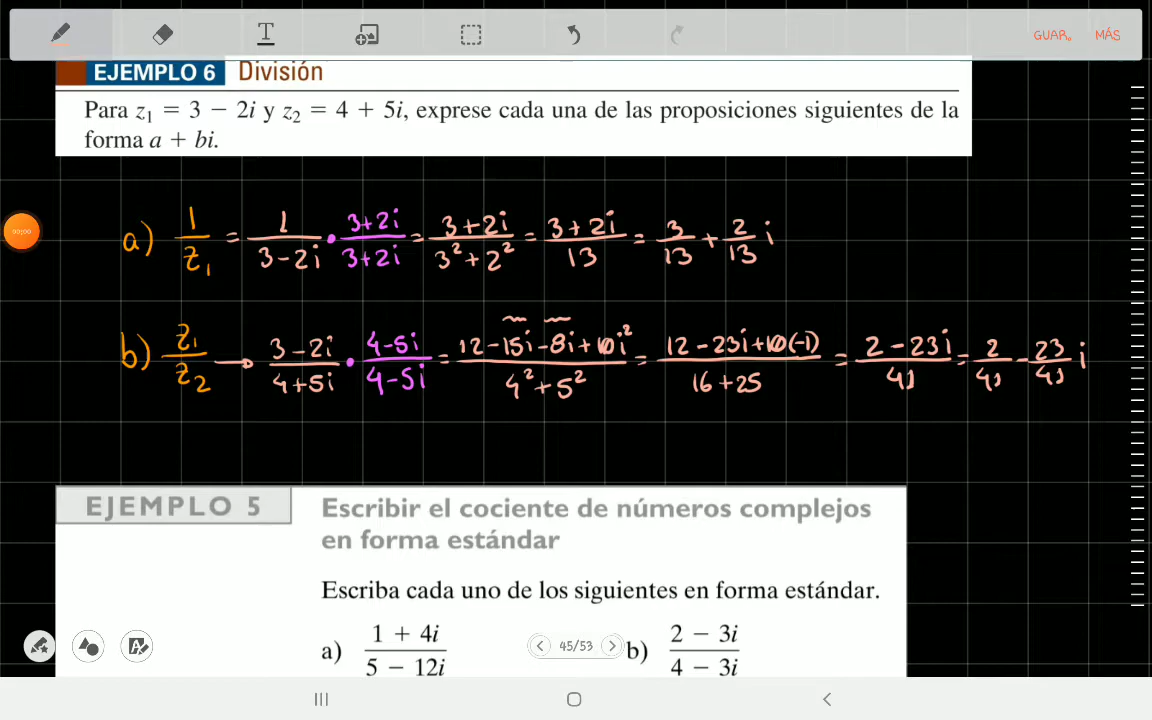 T GUAR. MÁS
EJEMPLO 6 División
Para z₁ = 3 − 2i y z₂ = 4 + 5i, exprese cada una de las proposiciones siguientes de la
forma a + bi.
00:00
a) 1/z₁ = 1/(3-2i) • (3+2i)/(3+2i) = (3+2i)/(3²+2²) = (3+2i)/13 = 3/13 + 2/13 i
b) z₁/z₂ → (3-2i)/(4+5i) • (4-5i)/(4-5i) = (12-15i-8i+10i²)/(4²+5²) = (12-23i+10(-1))/(16+25) = (2-23i)/41 = 2/41 - 23/41 i
EJEMPLO 5 Escribir el cociente de números complejos
en forma estándar
Escriba cada uno de los siguientes en forma estándar.
a) (1 + 4i)/(5 − 12i) b) (2 − 3i)/(4 − 3i)
45/53